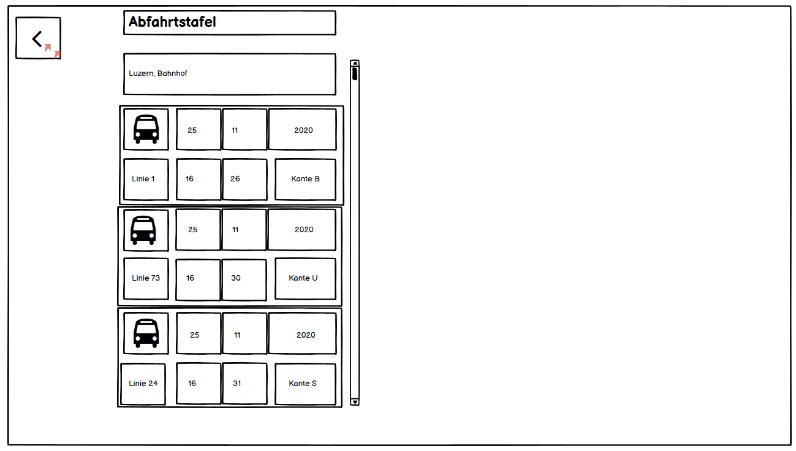 Abfahrtstafel
Luzern, Bahnhof
25 11 2020
Linie 1 16 26 Kante B
25 11 2020
Linie 73 16 30 Kante U
25 11 2020
Linie 24 16 31 Kante S